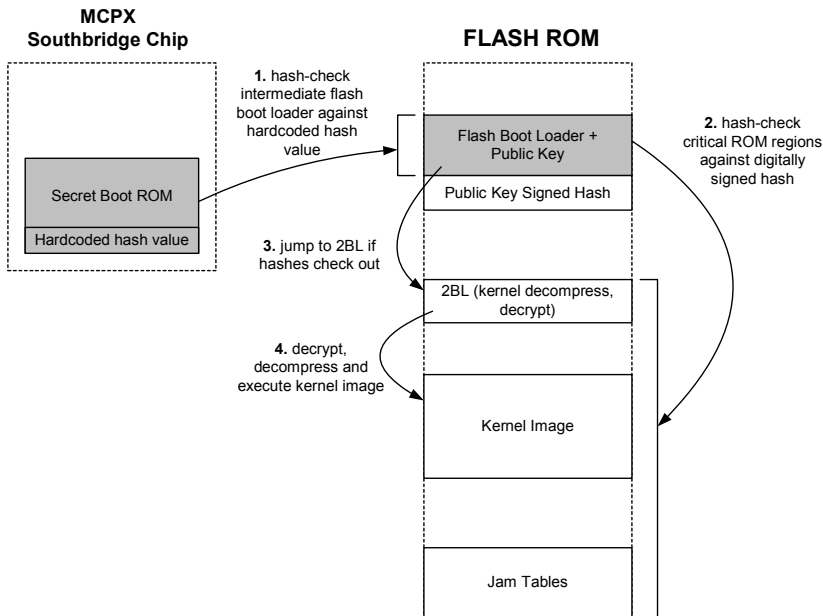 MCPX
Southbridge Chip
FLASH ROM
1. hash-check
intermediate flash
boot loader against
hardcoded hash
value
Flash Boot Loader +
Public Key
2. hash-check
critical ROM regions
against digitally
signed hash
Secret Boot ROM
Public Key Signed Hash
Hardcoded hash value
3. jump to 2BL if
hashes check out
2BL (kernel decompress,
decrypt)
4. decrypt,
decompress and
execute kernel image
Kernel Image
Jam Tables